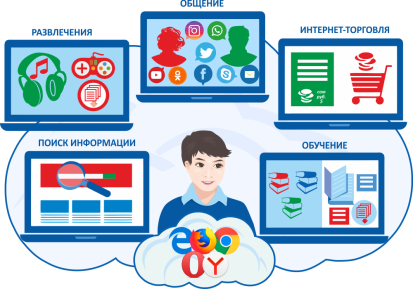 ОБЩЕНИЕ
РАЗВЛЕЧЕНИЯ
ИНТЕРНЕТ-ТОРГОВЛЯ
ПОИСК ИНФОРМАЦИИ
ОБУЧЕНИЕ